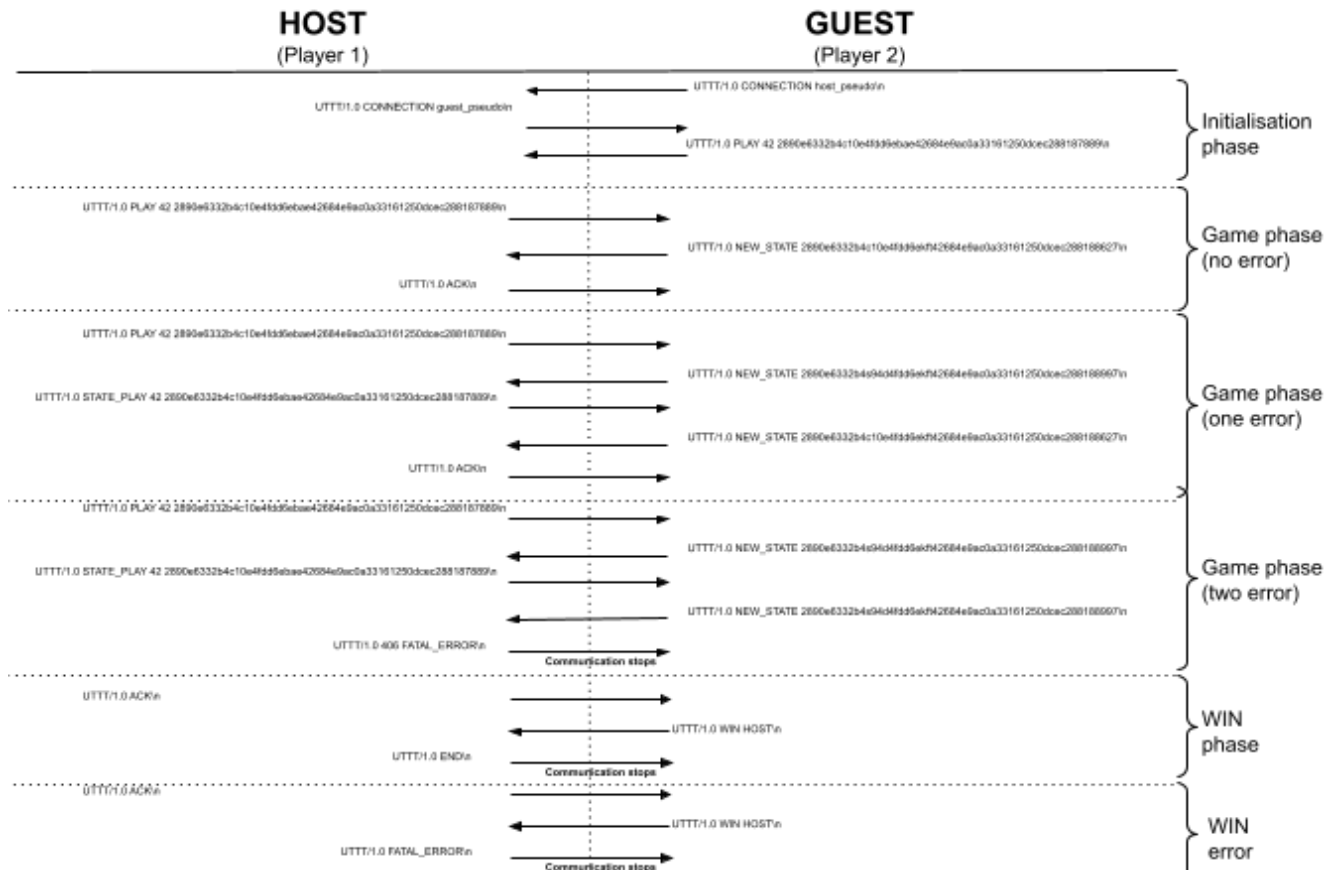 HOST
(Player 1)
GUEST
(Player 2)
UTTT/1.0 CONNECTION host_pseudo\n
UTTT/1.0 CONNECTION guest_pseudo\n
UTTT/1.0 PLAY 42 2890e6332b4c10e4fdd6ebae42684e9ac0a33161250dcec288187889\n
Initialisation
phase
UTTT/1.0 PLAY 42 2890e6332b4c10e4fdd6ebae42684e9ac0a33161250dcec288187889\n
UTTT/1.0 NEW_STATE 2890e6332b4c10e4fdd6ekft42684e9ac0a33161250dcec288188627\n
UTTT/1.0 ACK\n
Game phase
(no error)
UTTT/1.0 PLAY 42 2890e6332b4c10e4fdd6ebae42684e9ac0a33161250dcec288187889\n
UTTT/1.0 NEW_STATE 2890e6332b4s94d4fdd6ekft42684e9ac0a33161250dcec288188997\n
UTTT/1.0 STATE_PLAY 42 2890e6332b4c10e4fdd6ebae42684e9ac0a33161250dcec288187889\n
UTTT/1.0 NEW_STATE 2890e6332b4c10e4fdd6ekft42684e9ac0a33161250dcec288188627\n
UTTT/1.0 ACK\n
Game phase
(one error)
UTTT/1.0 PLAY 42 2890e6332b4c10e4fdd6ebae42684e9ac0a33161250dcec288187889\n
UTTT/1.0 NEW_STATE 2890e6332b4s94d4fdd6ekft42684e9ac0a33161250dcec288188997\n
UTTT/1.0 STATE_PLAY 42 2890e6332b4c10e4fdd6ebae42684e9ac0a33161250dcec288187889\n
UTTT/1.0 NEW_STATE 2890e6332b4s94d4fdd6ekft42684e9ac0a33161250dcec288188997\n
UTTT/1.0 406 FATAL_ERROR\n
Communication stops
Game phase
(two error)
UTTT/1.0 ACK\n
UTTT/1.0 WIN HOST\n
UTTT/1.0 END\n
Communication stops
WIN
phase
UTTT/1.0 ACK\n
UTTT/1.0 WIN HOST\n
UTTT/1.0 FATAL_ERROR\n
Communication stops
WIN
error